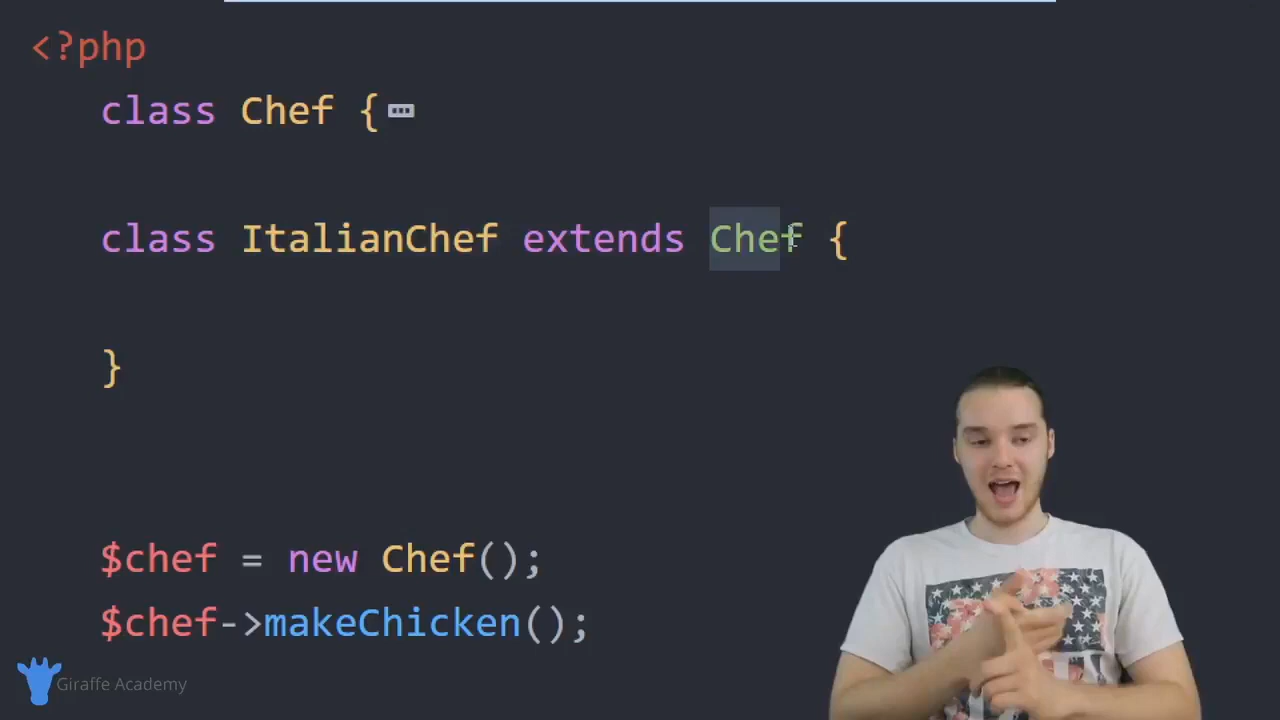 <?php
class Chef {
class ItalianChef extends Chef {
}
$chef = new Chef();
$chef->makeChicken();
Giraffe Academy